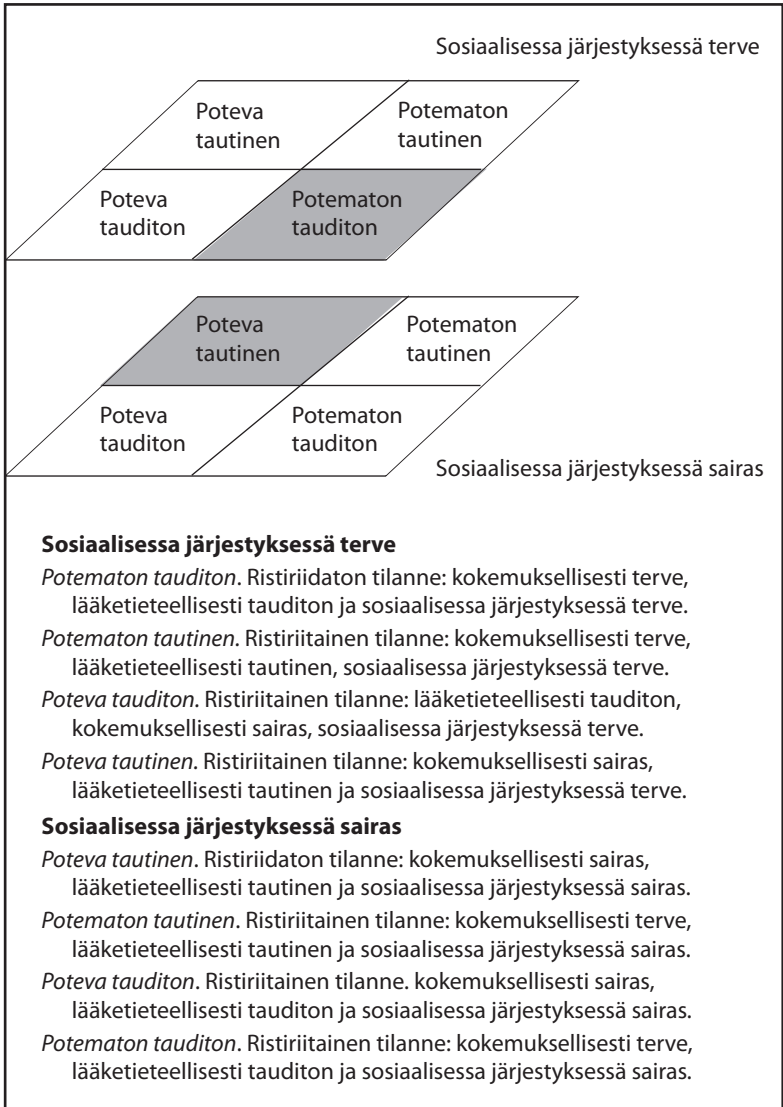 Sosiaalisessa järjestyksessä terve
Poteva
tautinen
Potematon
tautinen
Poteva
tauditon
Potematon
tauditon
Poteva
tautinen
Potematon
tautinen
Poteva
tauditon
Potematon
tauditon
Sosiaalisessa järjestyksessä sairas
Sosiaalisessa järjestyksessä terve
Potematon tauditon. Ristiriidaton tilanne: kokemuksellisesti terve,
lääketieteellisesti tauditon ja sosiaalisessa järjestyksessä terve.
Potematon tautinen. Ristiriitainen tilanne: kokemuksellisesti terve,
lääketieteellisesti tautinen, sosiaalisessa järjestyksessä terve.
Poteva tauditon. Ristiriitainen tilanne: lääketieteellisesti tauditon,
kokemuksellisesti sairas, sosiaalisessa järjestyksessä terve.
Poteva tautinen. Ristiriitainen tilanne: kokemuksellisesti sairas,
lääketieteellisesti tautinen ja sosiaalisessa järjestyksessä terve.
Sosiaalisessa järjestyksessä sairas
Poteva tautinen. Ristiriidaton tilanne: kokemuksellisesti sairas,
lääketieteellisesti tautinen ja sosiaalisessa järjestyksessä sairas.
Potematon tautinen. Ristiriitainen tilanne: kokemuksellisesti terve,
lääketieteellisesti tautinen ja sosiaalisessa järjestyksessä sairas.
Poteva tauditon. Ristiriitainen tilanne. kokemuksellisesti sairas,
lääketieteellisesti tauditon ja sosiaalisessa järjestyksessä sairas.
Potematon tauditon. Ristiriitainen tilanne: kokemuksellisesti terve,
lääketieteellisesti tauditon ja sosiaalisessa järjestyksessä sairas.